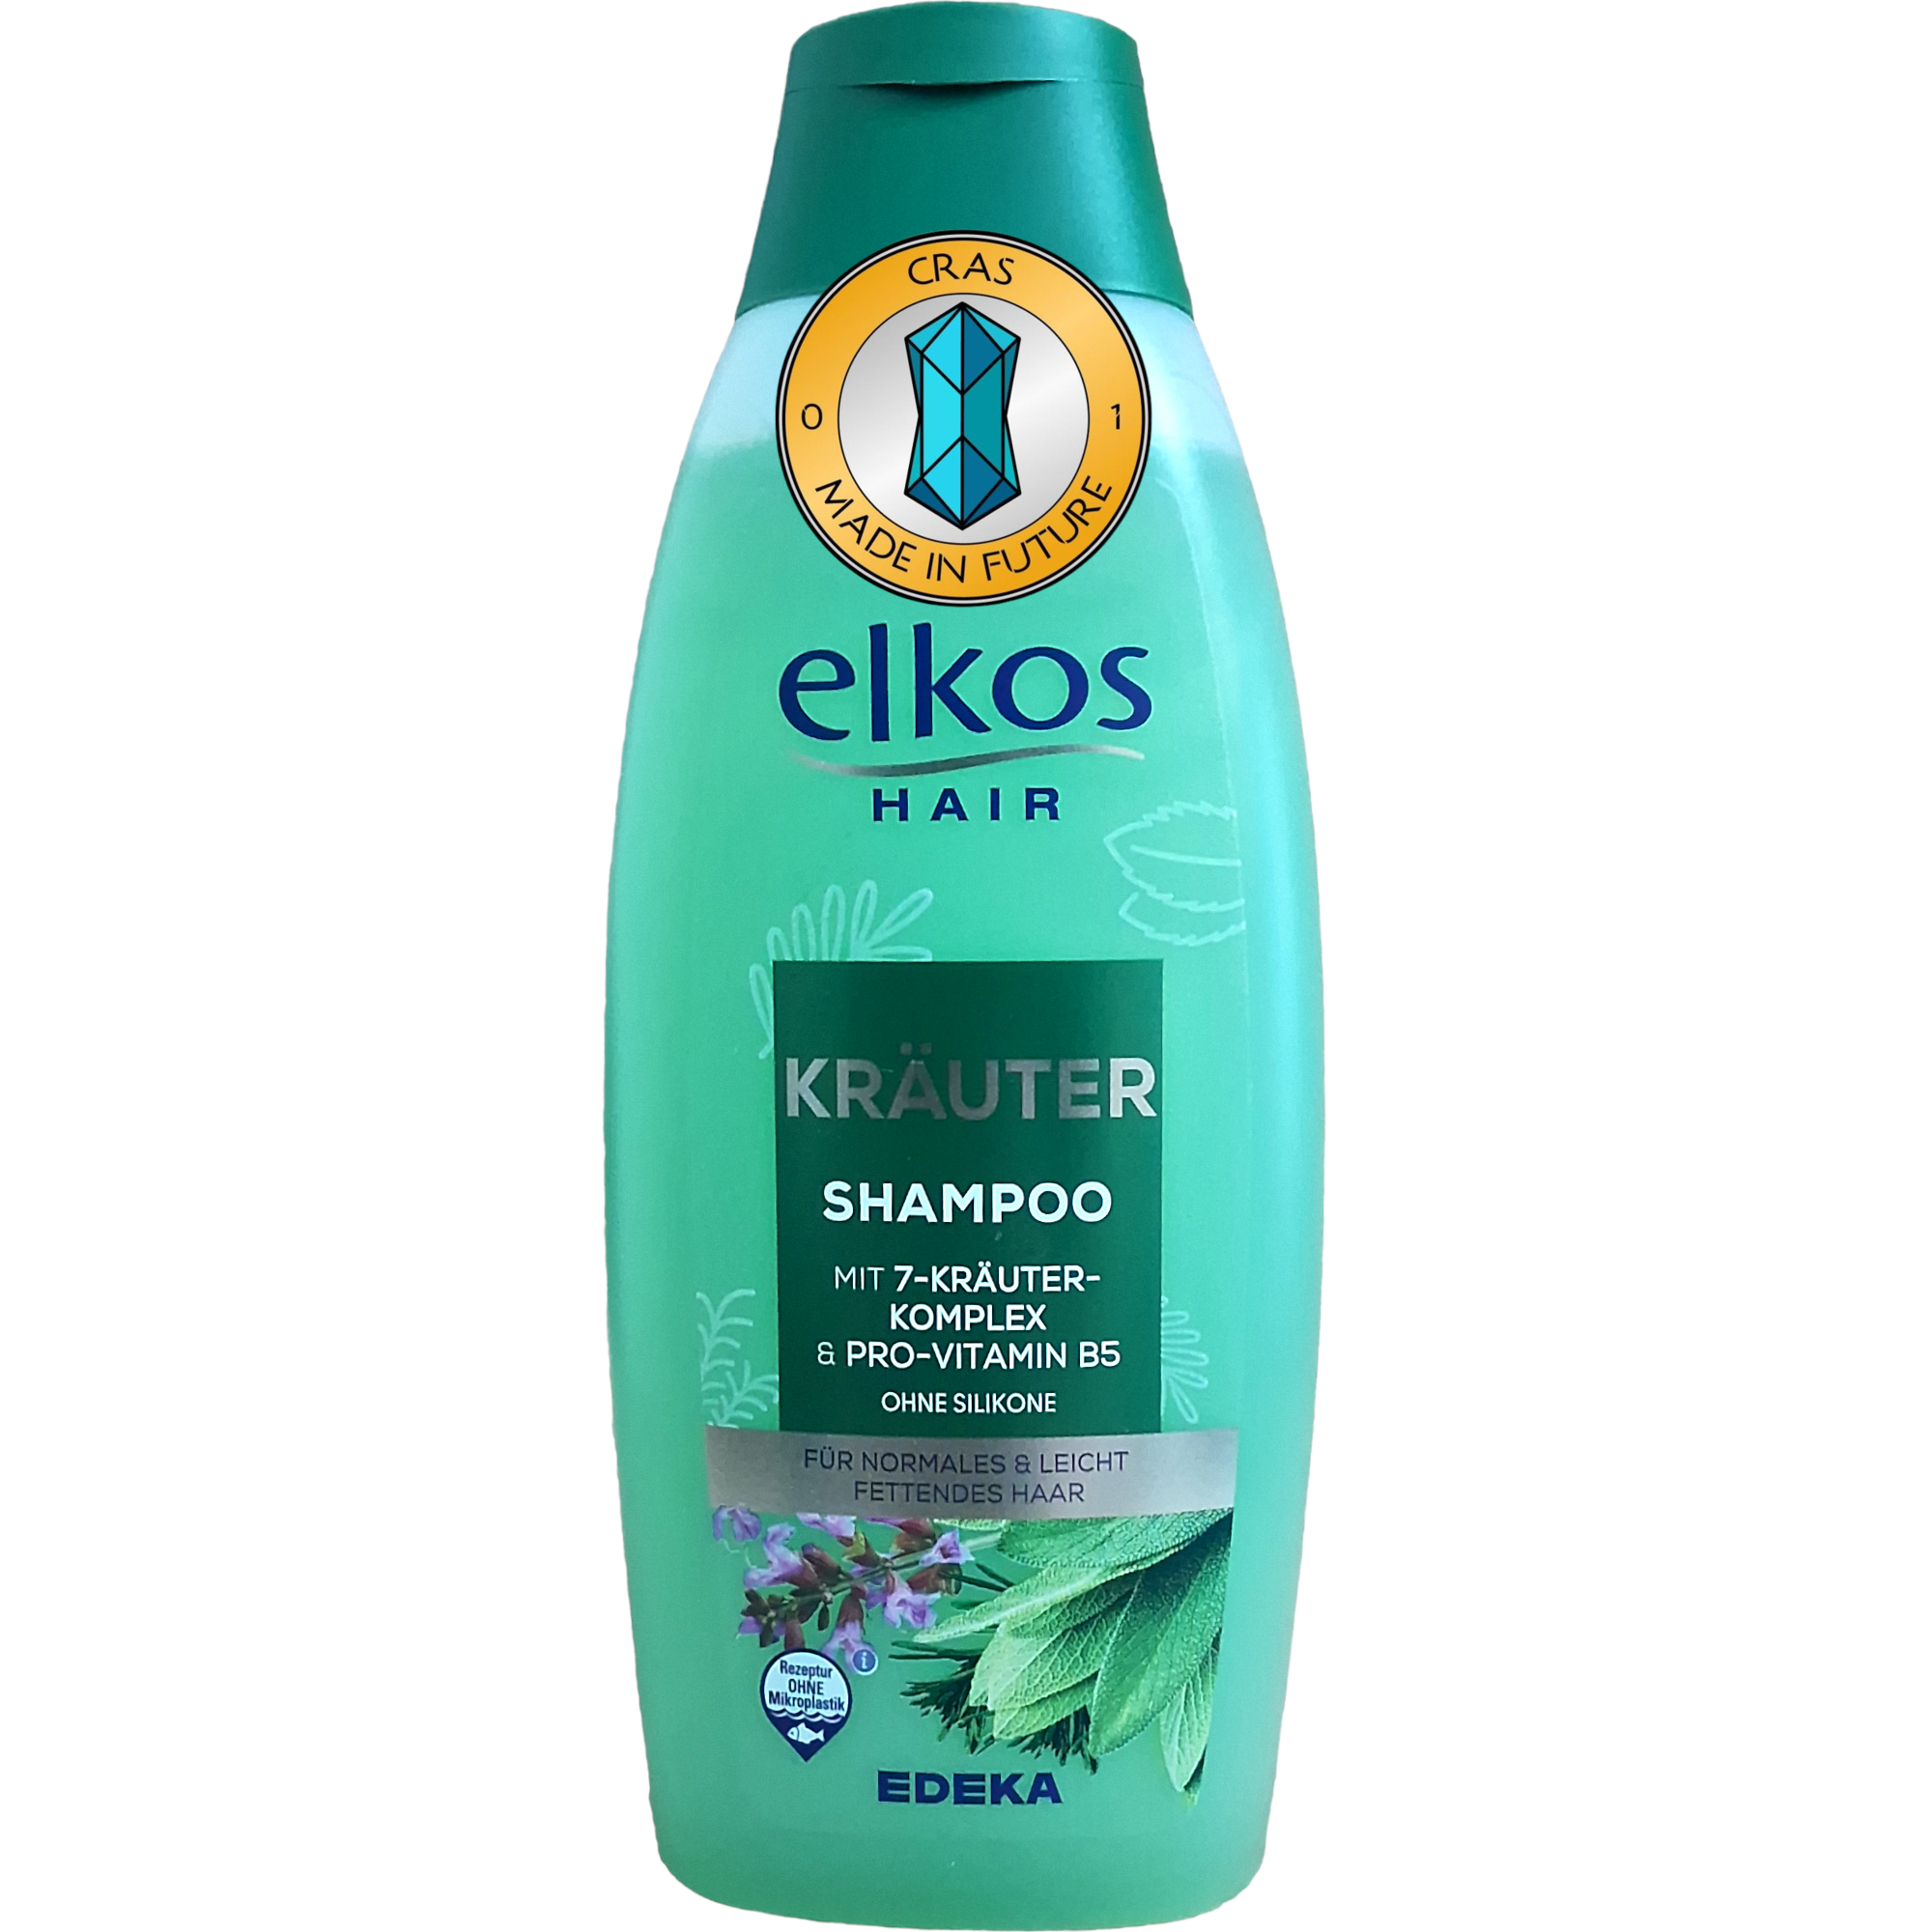 CRAS
0 1
MADE IN FUTURE
elkos
HAIR
KRÄUTER
SHAMPOO
MIT 7-KRÄUTER-
KOMPLEX
& PRO-VITAMIN B5
OHNE SILIKONE
FÜR NORMALES & LEICHT
FETTENDES HAAR
i
Rezeptur
OHNE
Mikroplastik
EDEKA